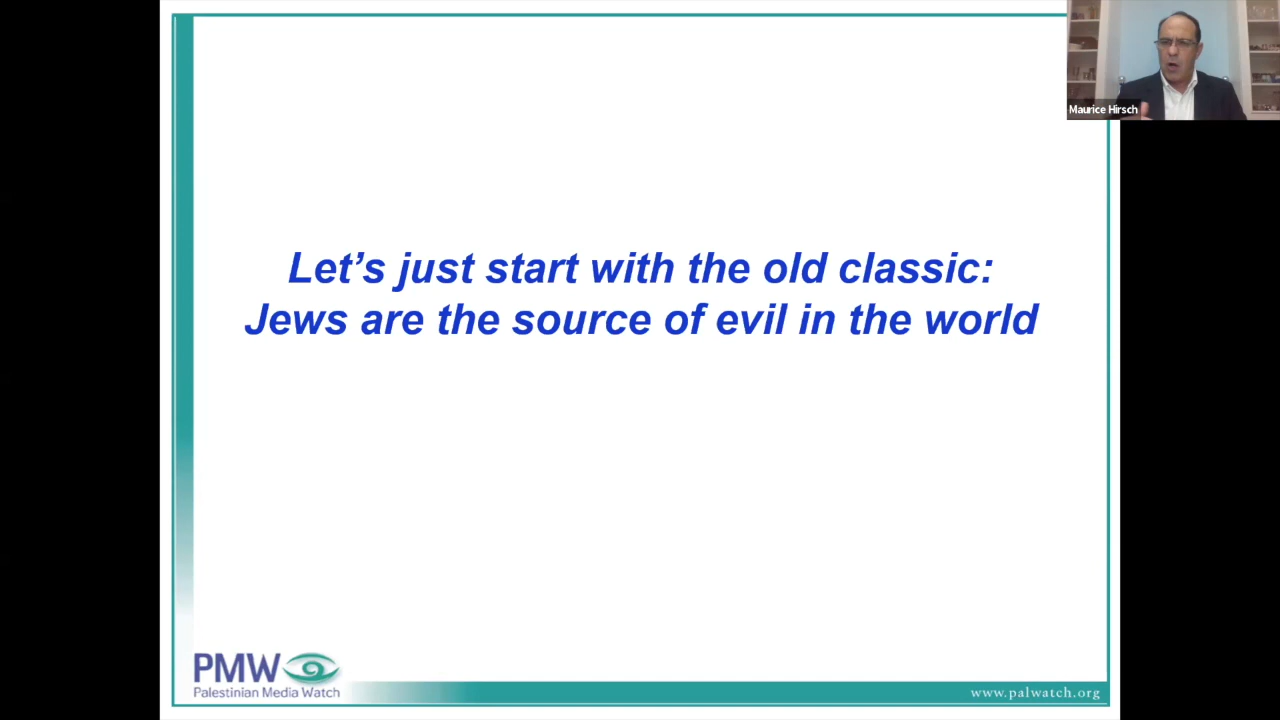 Maurice Hirsch
Let's just start with the old classic:
Jews are the source of evil in the world
PMW
Palestinian Media Watch
www.palwatch.org